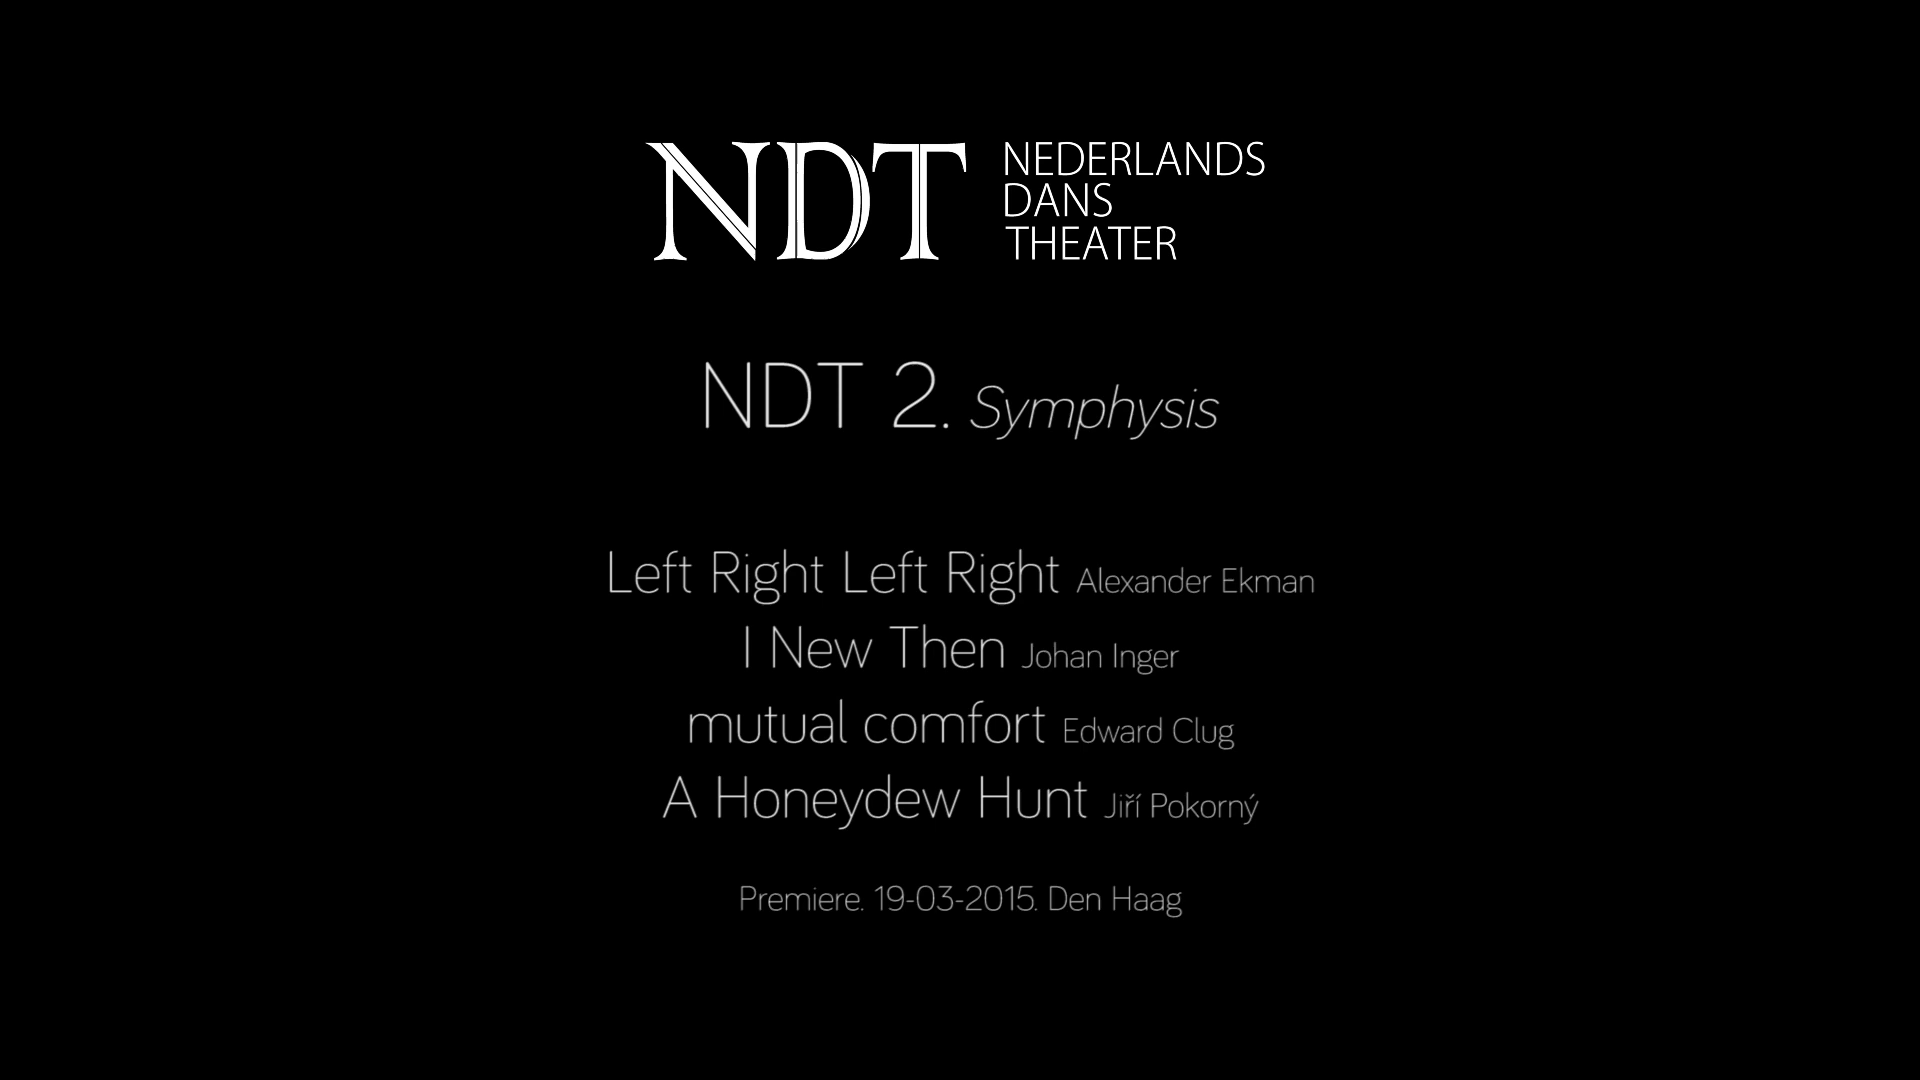 NDT NEDERLANDS
DANS
THEATER
NDT 2. Symphysis
Left Right Left Right Alexander Ekman
I New Then Johan Inger
mutual comfort Edward Clug
A Honeydew Hunt Jiří Pokorný
Premiere. 19-03-2015. Den Haag